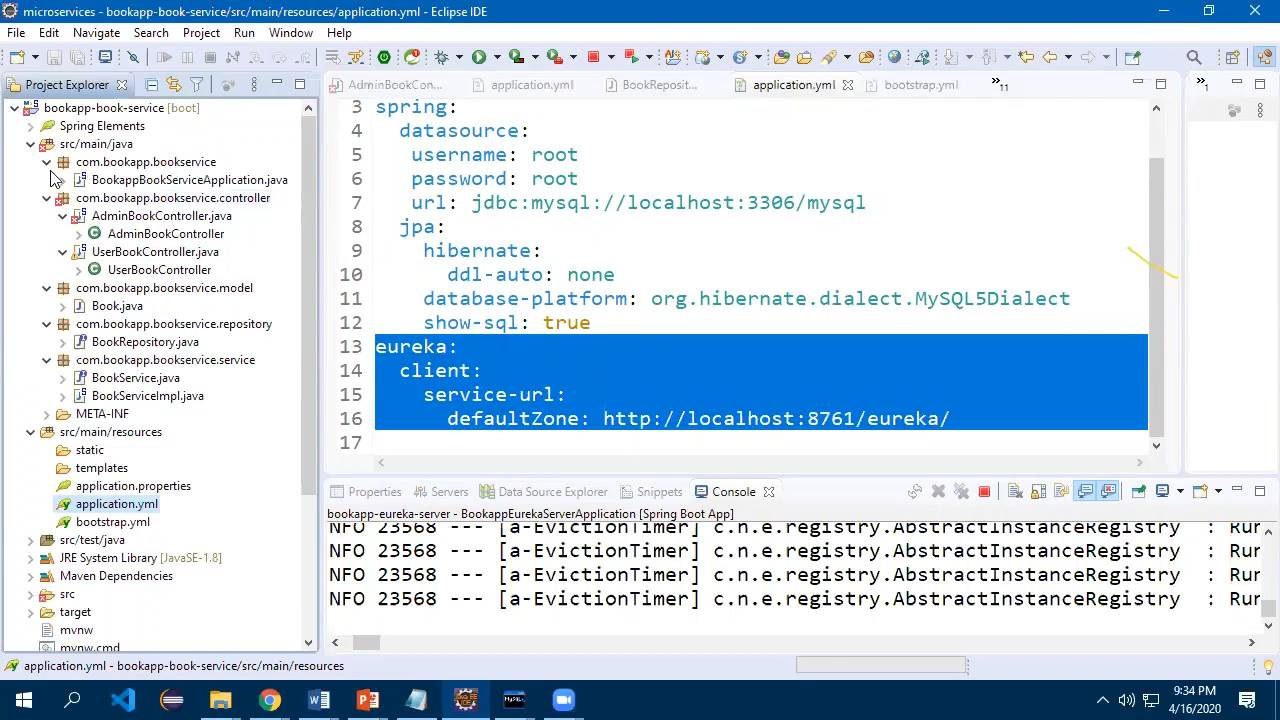 microservices - bookapp-book-service/src/main/resources/application.yml - Eclipse IDE
File Edit Navigate Search Project Run Window Help
Project Explorer
AdminBookCon... application.yml BookReposit... application.yml bootstrap.yml »11 »1
bookapp-book-service [boot]
Spring Elements
src/main/java
com.bookapp.bookservice
BookappBookServiceApplication.java
com.bookapp.bookservice.controller
AdminBookController.java
AdminBookController
UserBookController.java
UserBookController
com.bookapp.bookservice.model
Book.java
com.bookapp.bookservice.repository
BookRepository.java
com.bookapp.bookservice.service
BookService.java
BookServiceImpl.java
META-INF
src/main/resources
static
templates
application.properties
application.yml
bootstrap.yml
src/test/java
JRE System Library [JavaSE-1.8]
Maven Dependencies
src
target
mvnw
mvnw.cmd
3 spring:
4 datasource:
5 username: root
6 password: root
7 url: jdbc:mysql://localhost:3306/mysql
8 jpa:
9 hibernate:
10 ddl-auto: none
11 database-platform: org.hibernate.dialect.MySQL5Dialect
12 show-sql: true
13 eureka:
14 client:
15 service-url:
16 defaultZone: http://localhost:8761/eureka/
17
Properties Servers Data Source Explorer Snippets Console
bookapp-eureka-server - BookappEurekaServerApplication [Spring Boot App]
NFO 23568 --- [a-EvictionTimer] c.n.e.registry.AbstractInstanceRegistry : Run
NFO 23568 --- [a-EvictionTimer] c.n.e.registry.AbstractInstanceRegistry : Run
NFO 23568 --- [a-EvictionTimer] c.n.e.registry.AbstractInstanceRegistry : Run
NFO 23568 --- [a-EvictionTimer] c.n.e.registry.AbstractInstanceRegistry : Run
application.yml - bookapp-book-service/src/main/resources
9:34 PM
4/16/2020